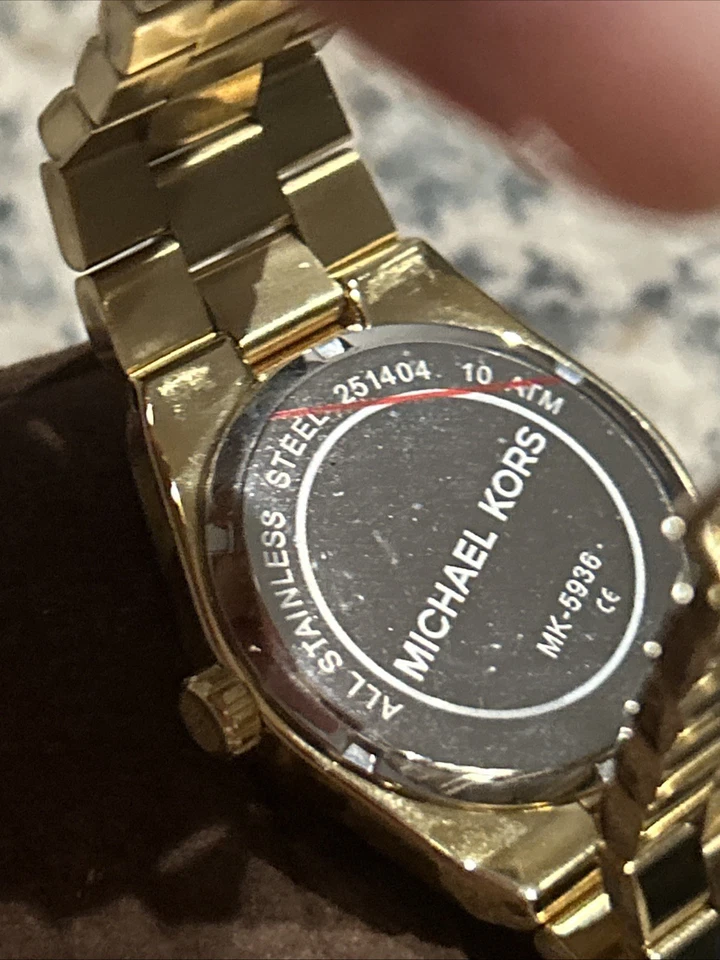 ALL STAINLESS STEEL 251404 10 ATM
MICHAEL KORS
MK-5936
CE